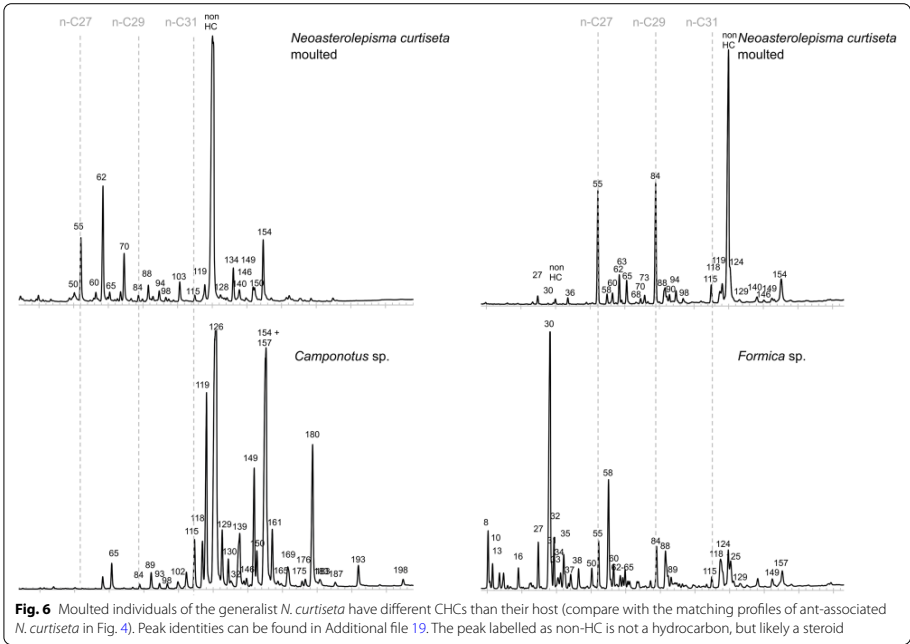 n-C27 n-C29 n-C31
non
HC
Neoasterolepisma curtiseta
moulted
50 55 60 62 65 70 84 88 94 98 103 115 119 128 134 140 146 149 150 154
n-C27 n-C29 n-C31
non
HC
Neoasterolepisma curtiseta
moulted
27 30 non
HC
36 55 58 60 62 63 65 68 70 73 84 88 90 94 98 115 118 119 124 129 140 146 149 154
Camponotus sp.
65 84 89 93 98 102 115 118 119 126 129 130 139 146 149 150 154 +
157
161 165 169 175 176 180 187 193 198
Formica sp.
8 10 13 16 27 30 32 33 34 35 37 38 50 55 58 60 62 65 84 88 89 115 118 124 25 129 149 157
Fig. 6 Moulted individuals of the generalist N. curtiseta have different CHCs than their host (compare with the matching profiles of ant-associated
N. curtiseta in Fig. 4). Peak identities can be found in Additional file 19. The peak labelled as non-HC is not a hydrocarbon, but likely a steroid